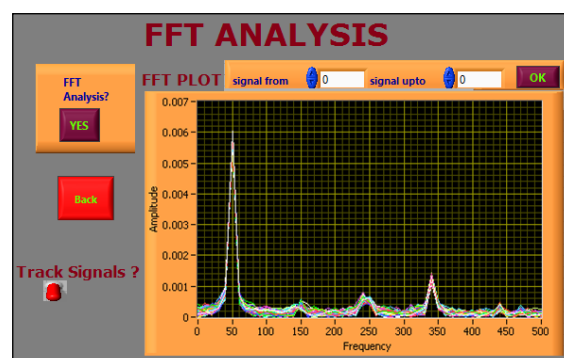 FFT ANALYSIS
FFT Analysis?
YES
FFT PLOT
signal from 0 signal upto 0 OK
Back
Track Signals ?
Amplitude
0.007
0.006
0.005
0.004
0.003
0.002
0.001
0
0 50 100 150 200 250 300 350 400 450 500
Frequency